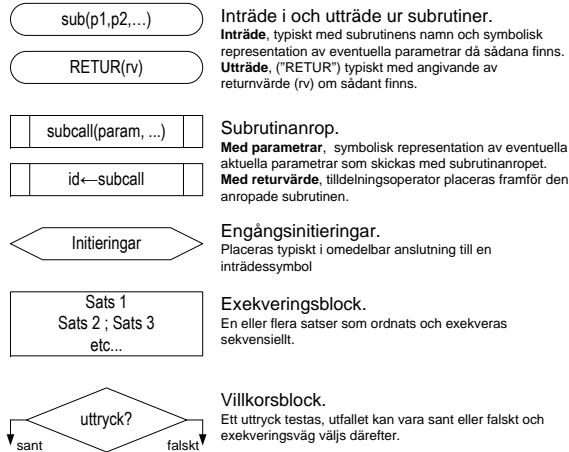 sub(p1,p2,…)
Inträde i och utträde ur subrutiner.
Inträde, typiskt med subrutinens namn och symbolisk
representation av eventuella parametrar då sådana finns.
RETUR(rv)
Utträde, ("RETUR") typiskt med angivande av
returnvärde (rv) om sådant finns.
subcall(param, ...)
Subrutinanrop.
Med parametrar, symbolisk representation av eventuella
aktuella parametrar som skickas med subrutinanropet.
id←subcall
Med returvärde, tilldelningsoperator placeras framför den
anropade subrutinen.
Initieringar
Engångsinitieringar.
Placeras typiskt i omedelbar anslutning till en
inträdessymbol
Sats 1
Sats 2 ; Sats 3
etc...
Exekveringsblock.
En eller flera satser som ordnats och exekveras
sekvensiellt.
uttryck?
sant
falskt
Villkorsblock.
Ett uttryck testas, utfallet kan vara sant eller falskt och
exekveringsväg väljs därefter.